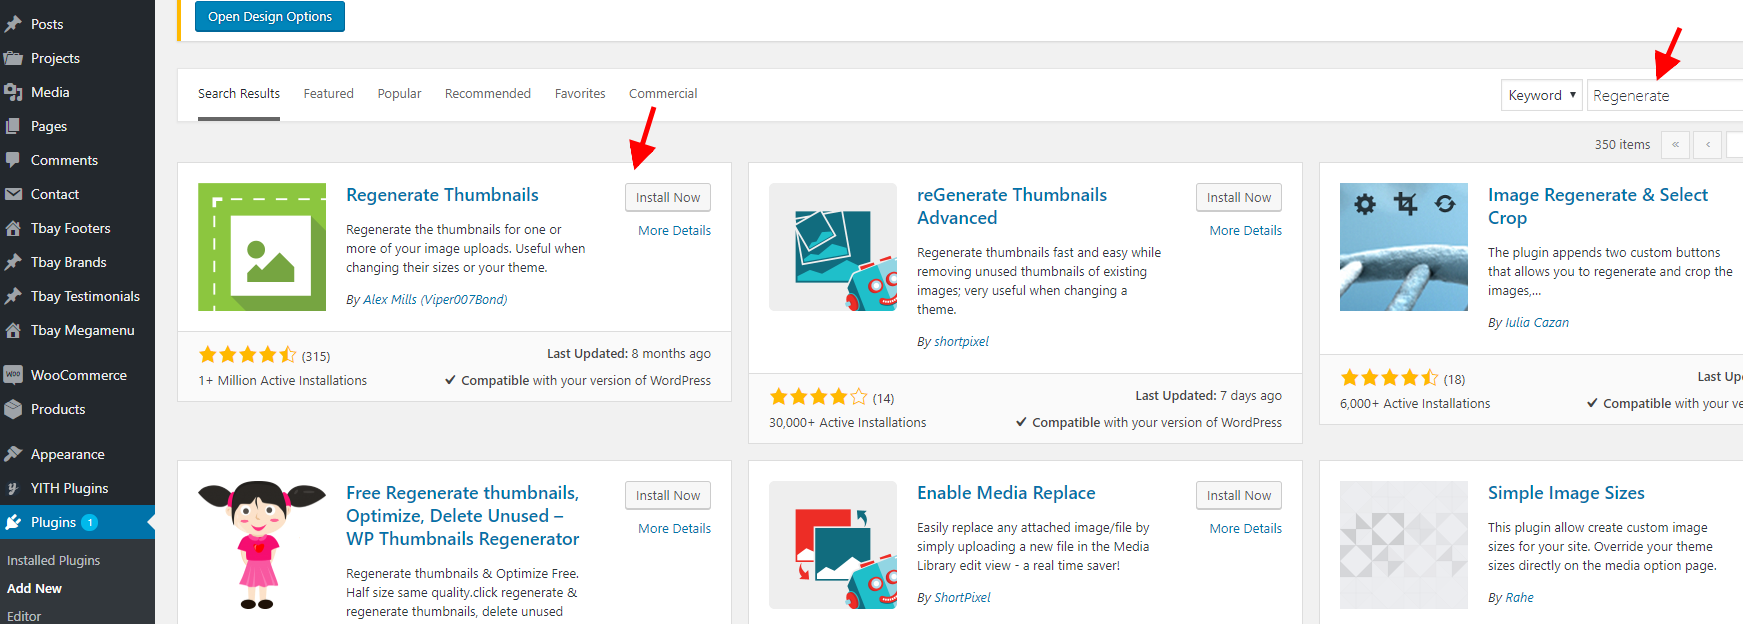 Posts
Projects
Media
Pages
Comments
Contact
Tbay Footers
Tbay Brands
Tbay Testimonials
Tbay Megamenu
WOO WooCommerce
Products
Appearance
YITH Plugins
Plugins 1
Installed Plugins
Add New
Editor
Open Design Options
Search Results Featured Popular Recommended Favorites Commercial
Keyword Regenerate
350 items « ‹
Regenerate Thumbnails
Install Now
More Details
Regenerate the thumbnails for one or
more of your image uploads. Useful when
changing their sizes or your theme.
By Alex Mills (Viper007Bond)
(315)
Last Updated: 8 months ago
1+ Million Active Installations
Compatible with your version of WordPress
reGenerate Thumbnails
Advanced
Install Now
More Details
Regenerate thumbnails fast and easy while
removing unused thumbnails of existing
images; very useful when changing a
theme.
By shortpixel
(14)
Last Updated: 7 days ago
30,000+ Active Installations
Compatible with your version of WordPress
Image Regenerate & Select
Crop
The plugin appends two custom buttons
that allows you to regenerate and crop the
images,...
By Iulia Cazan
(18)
Last Up
6,000+ Active Installations
Compatible with your ve
Free Regenerate thumbnails,
Optimize, Delete Unused –
WP Thumbnails Regenerator
Install Now
More Details
Regenerate thumbnails & Optimize Free.
Half size same quality.click regenerate &
regenerate thumbnails, delete unused
Enable Media Replace
Install Now
More Details
Easily replace any attached image/file by
simply uploading a new file in the Media
Library edit view - a real time saver!
By ShortPixel
Simple Image Sizes
This plugin allow create custom image
sizes for your site. Override your theme
sizes directly on the media option page.
By Rahe